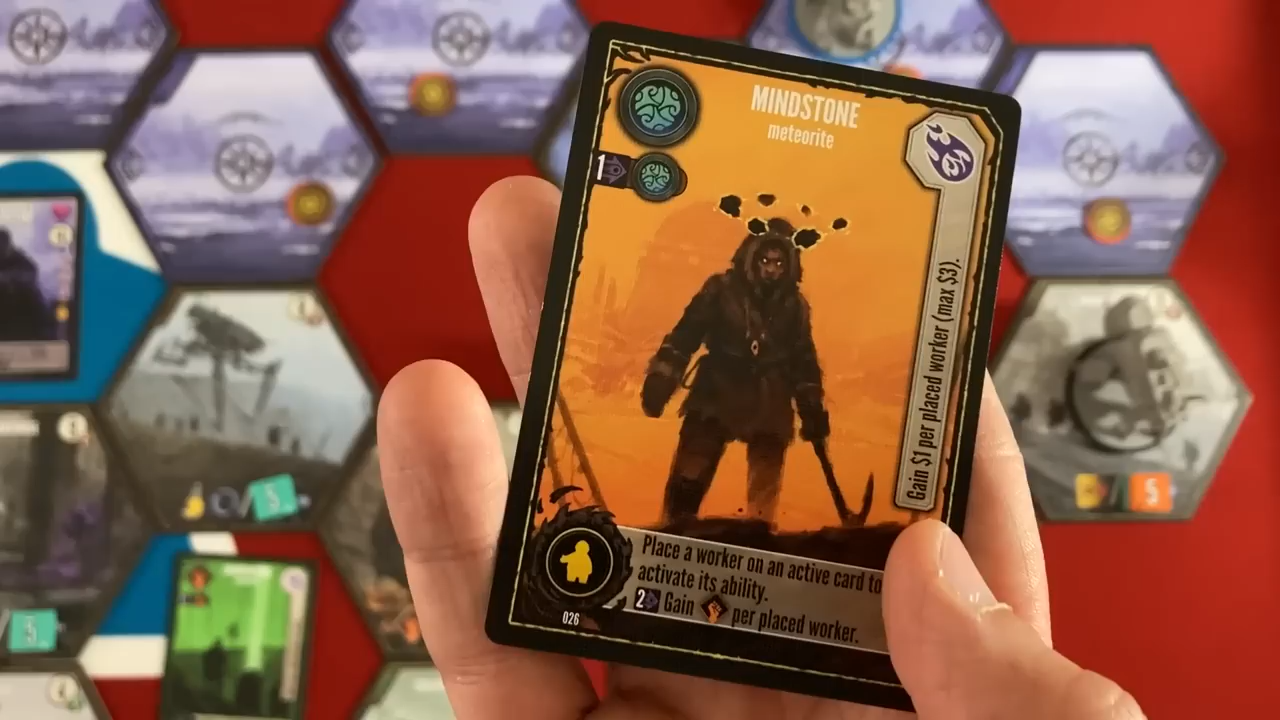 MINDSTONE
meteorite
1
Gain $1 per placed worker (max $3).
Place a worker on an active card to
activate its ability.
2 Gain per placed worker.
026
5
5